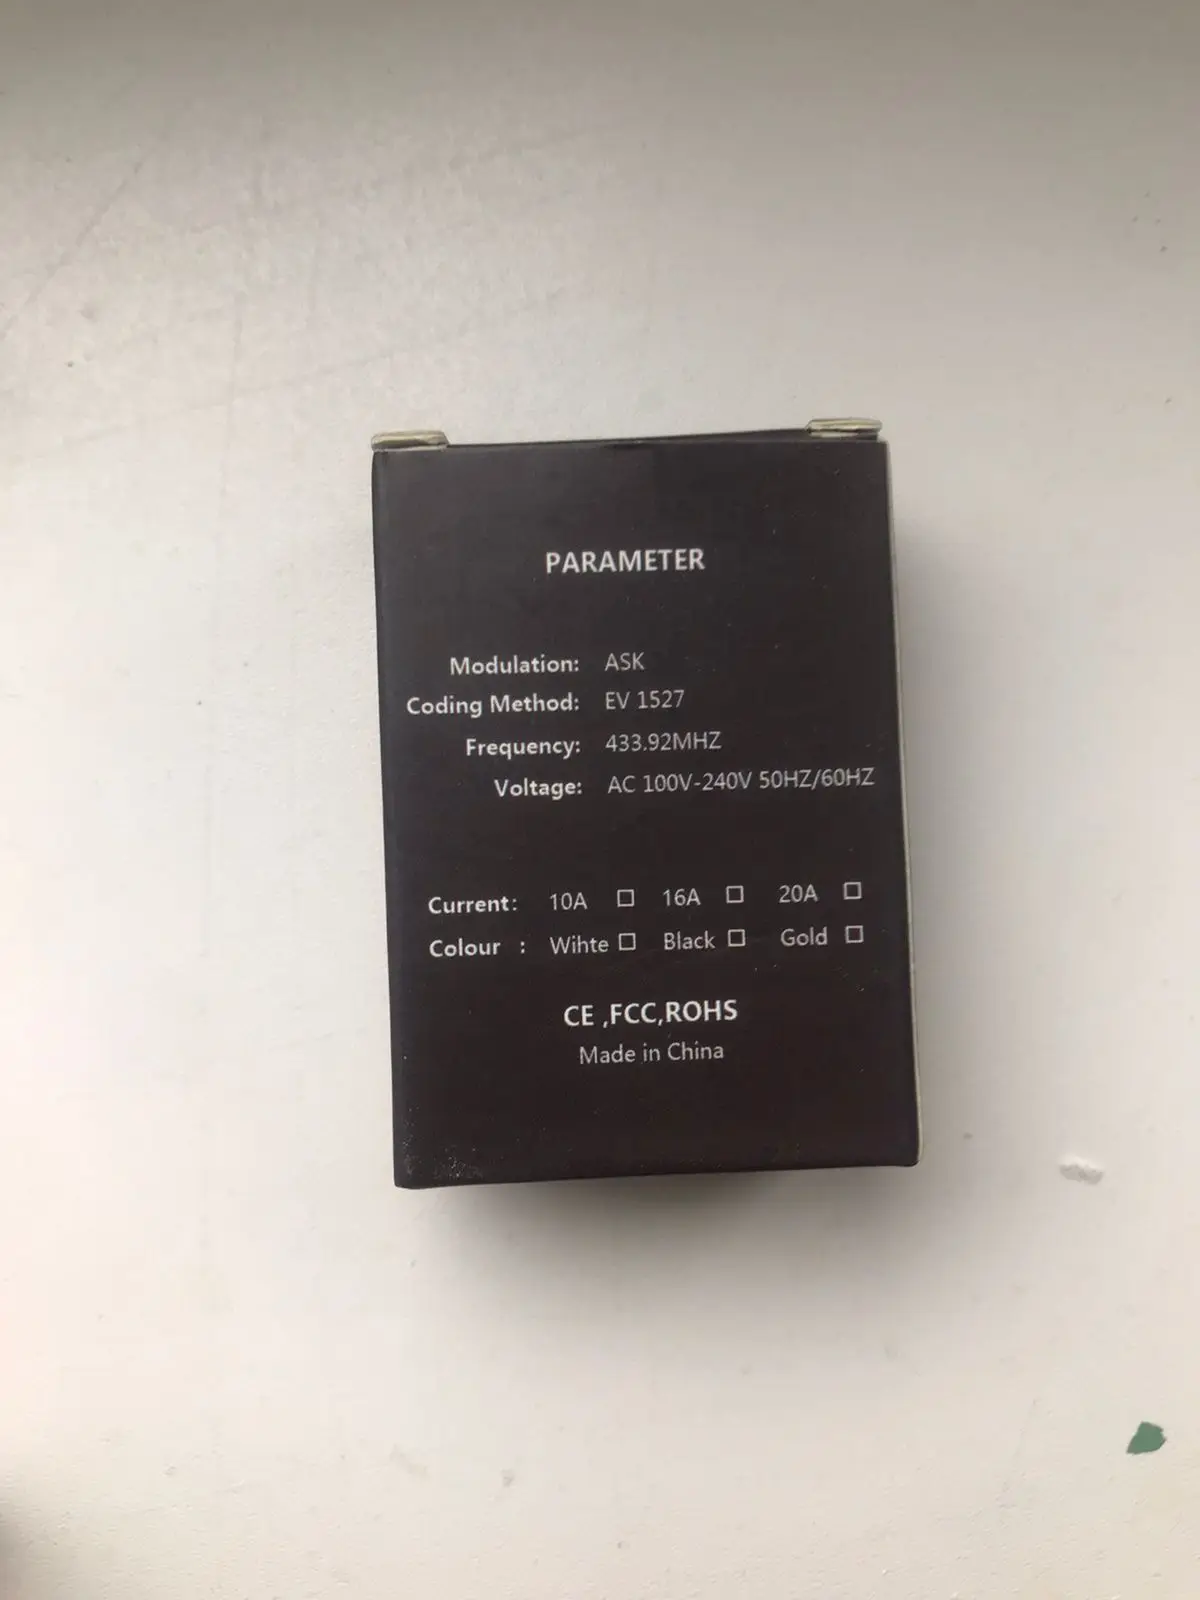 PARAMETER
Modulation: ASK
Coding Method: EV 1527
Frequency: 433.92MHZ
Voltage: AC 100V-240V 50HZ/60HZ
Current: 10A □ 16A □ 20A □
Colour : Wihte □ Black □ Gold □
CE ,FCC,ROHS
Made in China